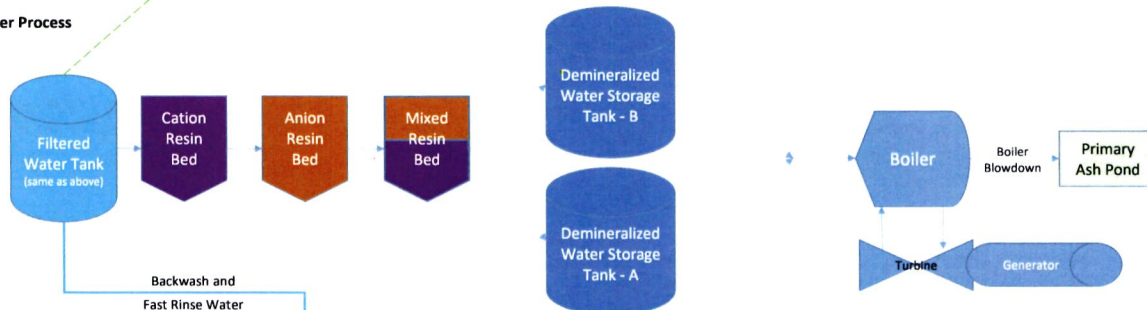 er Process
Filtered
Water Tank
(same as above)
Cation
Resin
Bed
Anion
Resin
Bed
Mixed
Resin
Bed
Demineralized
Water Storage
Tank - B
Demineralized
Water Storage
Tank - A
Boiler
Boiler
Blowdown
Primary
Ash Pond
Turbine
Generator
Backwash and
Fast Rinse Water